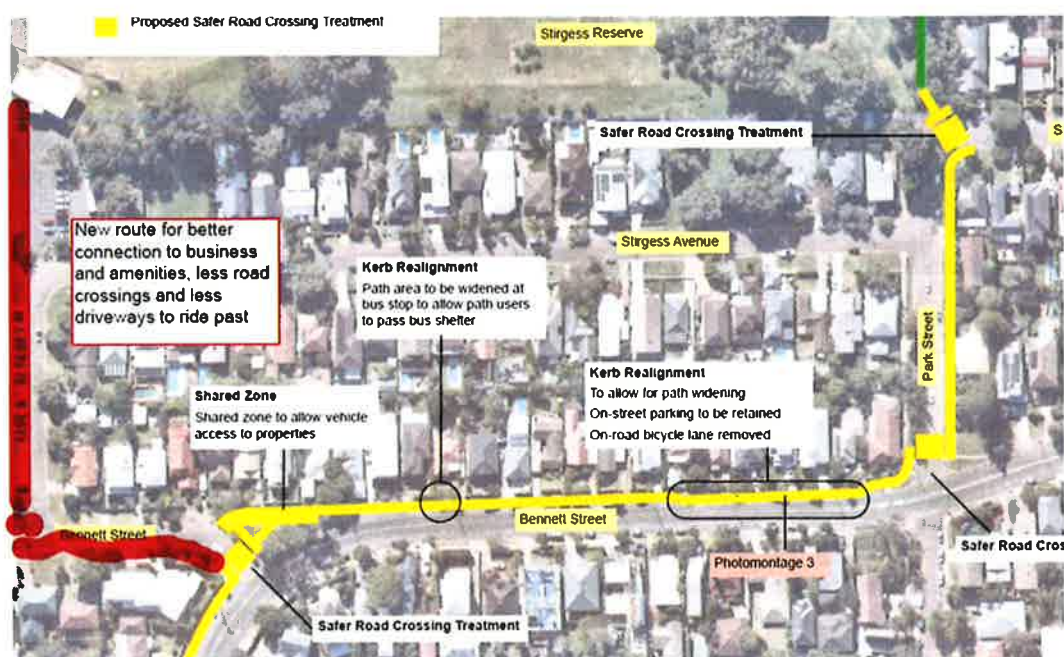 Proposed Safer Road Crossing Treatment
Stirgess Reserve
Safer Road Crossing Treatment
S
New route for better
connection to business
and amenities, less road
crossings and less
driveways to ride past
Stirgess Avenue
Kerb Realignment
Path area to be widened at
bus stop to allow path users
to pass bus shelter
Park Street
Kerb Realignment
To allow for path widening
On-street parking to be retained
On-road bicycle lane removed
Shared Zone
Shared zone to allow vehicle
access to properties
Bennett Street
Bennett Street
Safer Road Cros
Photomontage 3
Safer Road Crossing Treatment